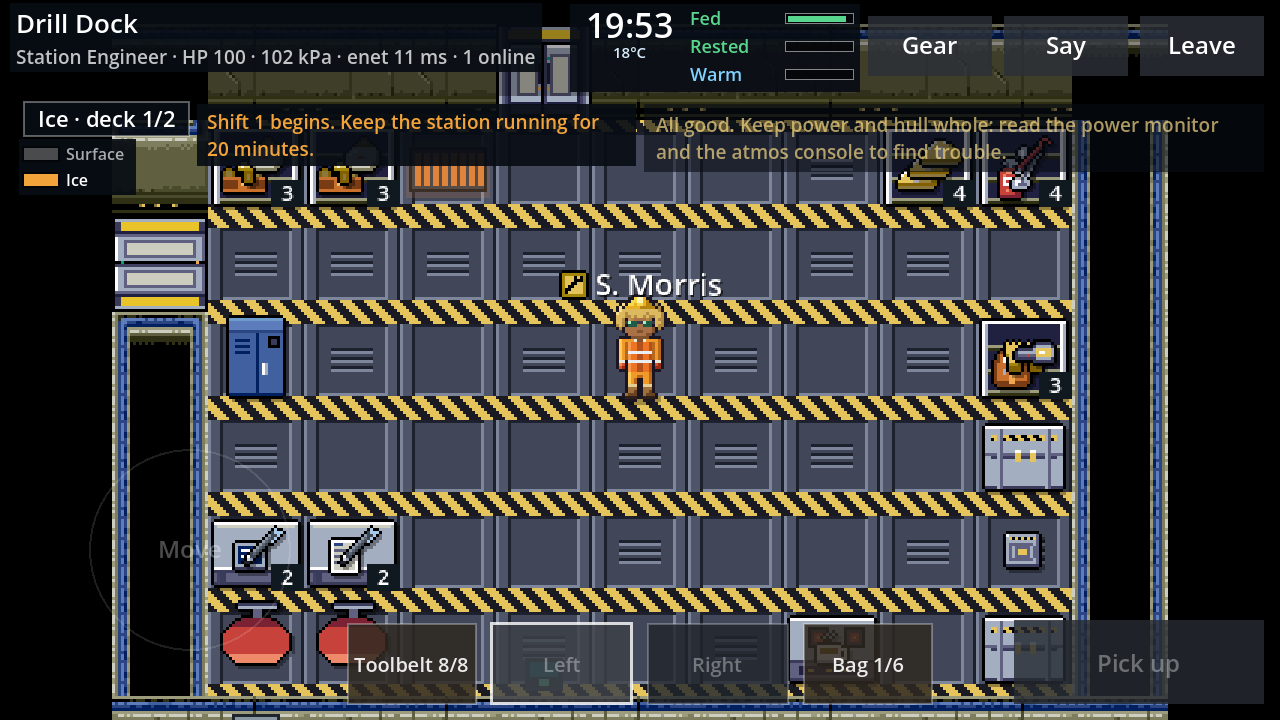 Drill Dock
Station Engineer · HP 100 · 102 kPa · enet 11 ms · 1 online
19:53
18°C
Fed
Rested
Warm
Gear
Say
Leave
Ice · deck 1/2
Surface
Ice
Shift 1 begins. Keep the station running for
20 minutes.
All good. Keep power and hull whole: read the power monitor
and the atmos console to find trouble.
3
3
4
4
S. Morris
3
Move
2
2
Toolbelt 8/8
Left
Right
Bag 1/6
Pick up